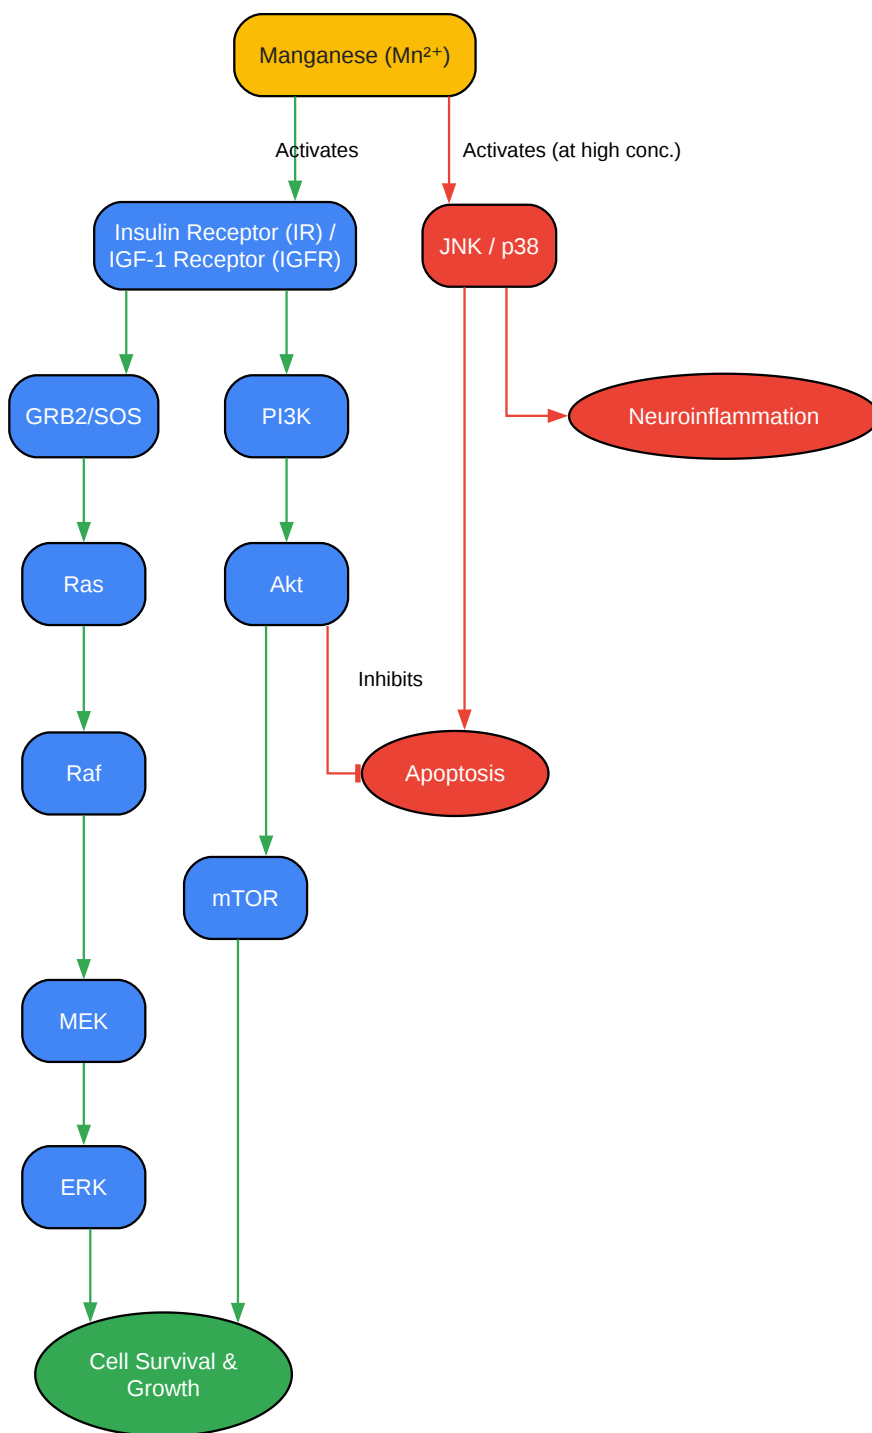 Manganese (Mn²⁺)
Activates
Activates (at high conc.)
Insulin Receptor (IR) /
IGF-1 Receptor (IGFR)
JNK / p38
GRB2/SOS
PI3K
Neuroinflammation
Ras
Akt
Inhibits
Raf
Apoptosis
mTOR
MEK
ERK
Cell Survival &
Growth